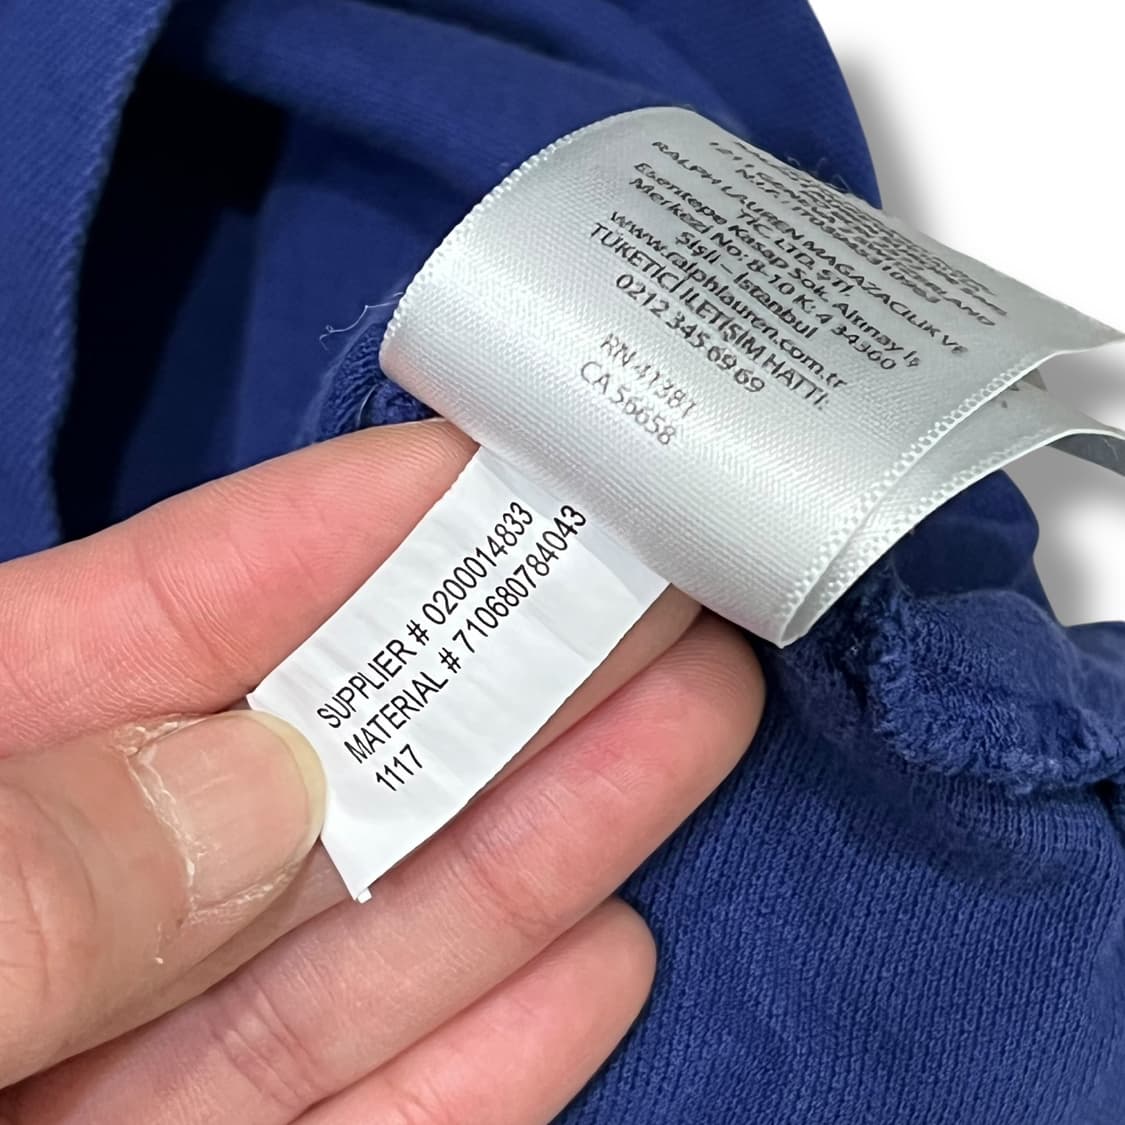 RALPH LAUREN MAGAZACILIK VE
TİC LTD. ŞTİ.
Esentepe Kasap Sok. Altınay İş
Merkezi No: 8-10 K: 4 34360
Şişli - İstanbul
www.ralphlauren.com.tr
TÜKETİCİ İLETİŞİM HATTI:
0212 345 69 69
RN 41381
CA 56658
SUPPLIER # 0200014833
MATERIAL # 710680784043
1117